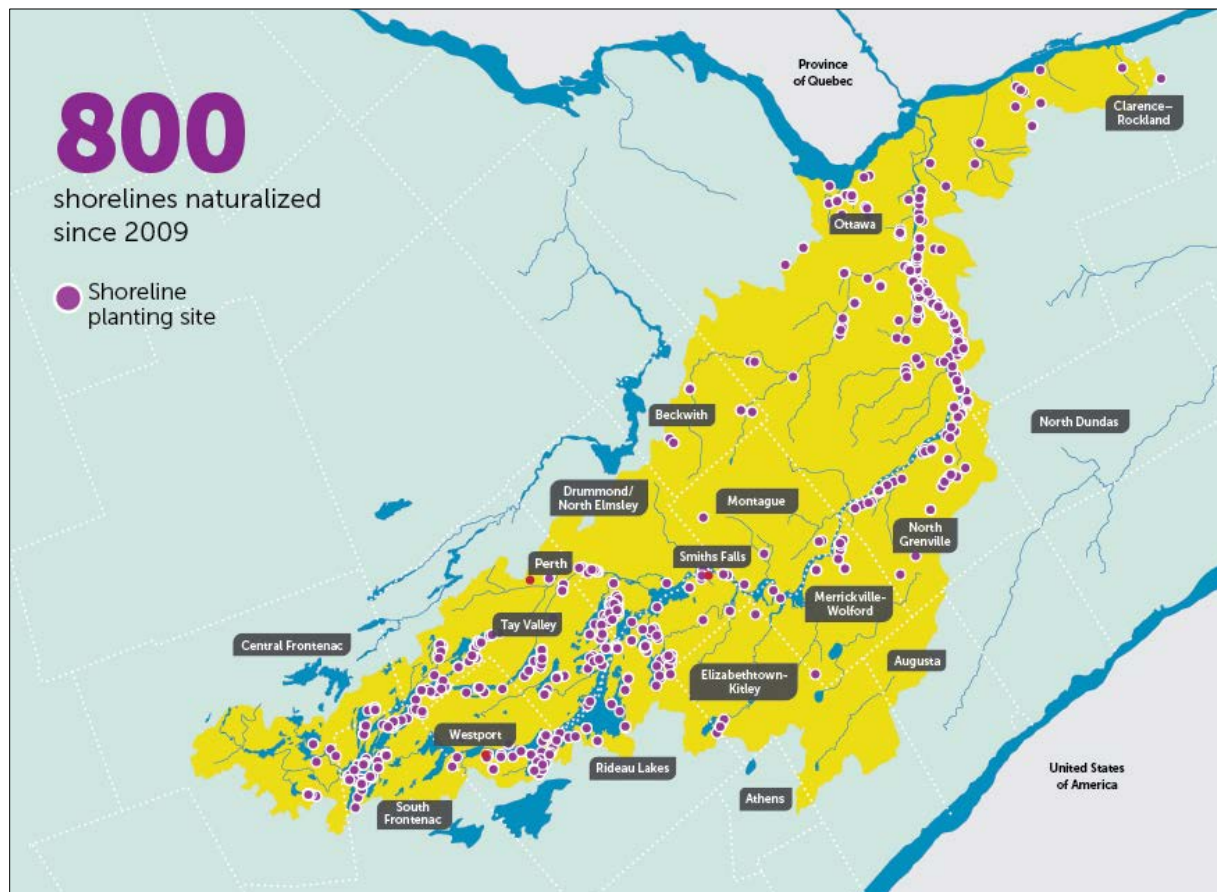 800
shorelines naturalized
since 2009
Shoreline
planting site
Province
of Quebec
Clarence–
Rockland
Ottawa
Beckwith
North Dundas
Drummond/
North Elmsley
Montague
North
Grenville
Smiths Falls
Perth
Merrickville-
Wolford
Tay Valley
Central Frontenac
Augusta
Elizabethtown-
Kitley
Westport
Rideau Lakes
United States
of America
Athens
South
Frontenac